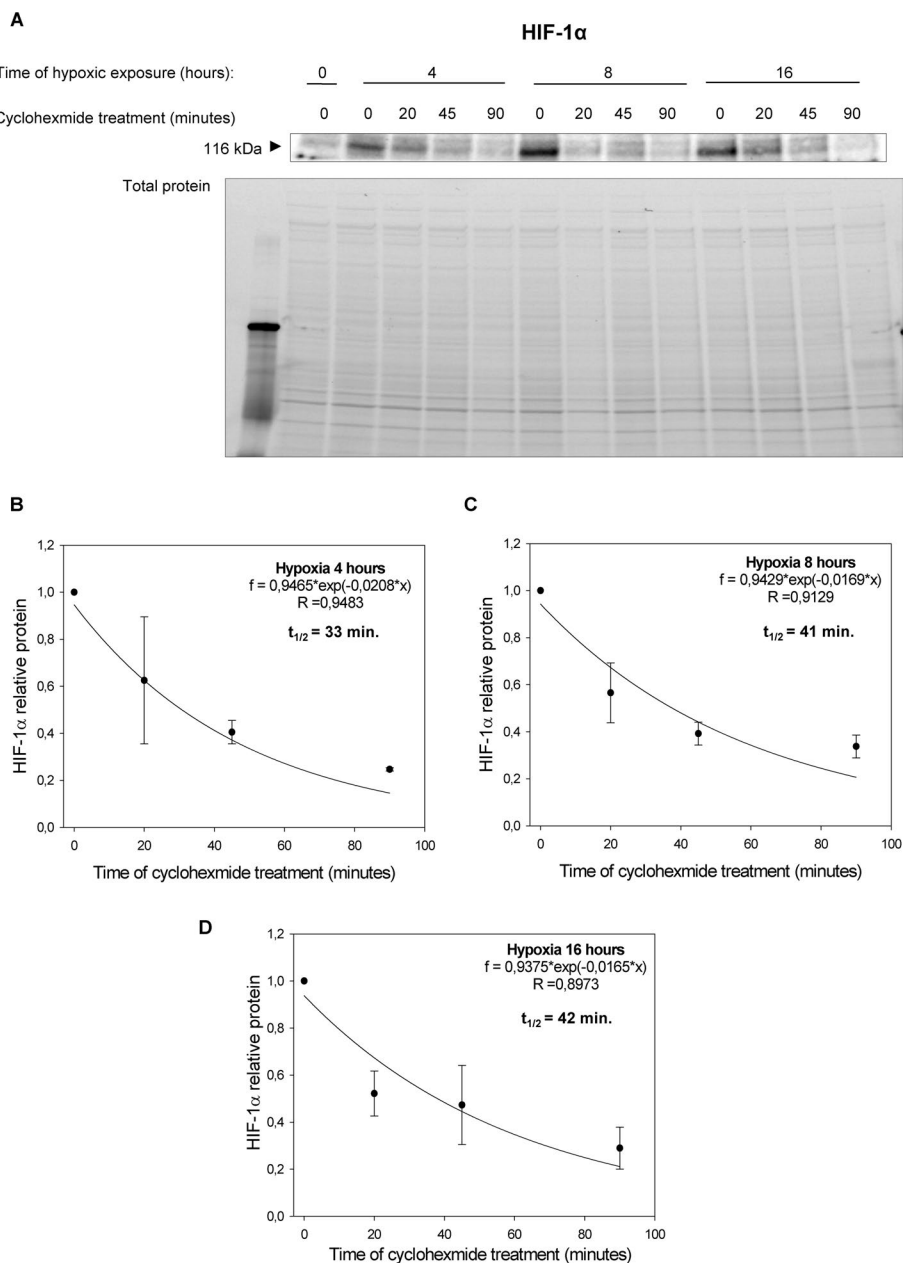 A
HIF-1α
Time of hypoxic exposure (hours): 0 4 8 16
Cyclohexmide treatment (minutes) 0 0 20 45 90 0 20 45 90 0 20 45 90
116 kDa
Total protein
B
1,2
1,0
0,8
0,6
0,4
0,2
0,0
HIF-1α relative protein
Hypoxia 4 hours
f = 0,9465*exp(-0,0208*x)
R =0,9483
t1/2 = 33 min.
0 20 40 60 80 100
Time of cyclohexmide treatment (minutes)
C
1,2
1,0
0,8
0,6
0,4
0,2
0,0
HIF-1α relative protein
Hypoxia 8 hours
f = 0,9429*exp(-0,0169*x)
R =0,9129
t1/2 = 41 min.
0 20 40 60 80 100
Time of cyclohexmide treatment (minutes)
D
1,2
1,0
0,8
0,6
0,4
0,2
0,0
HIF-1α relative protein
Hypoxia 16 hours
f = 0,9375*exp(-0,0165*x)
R =0,8973
t1/2 = 42 min.
0 20 40 60 80 100
Time of cyclohexmide treatment (minutes)